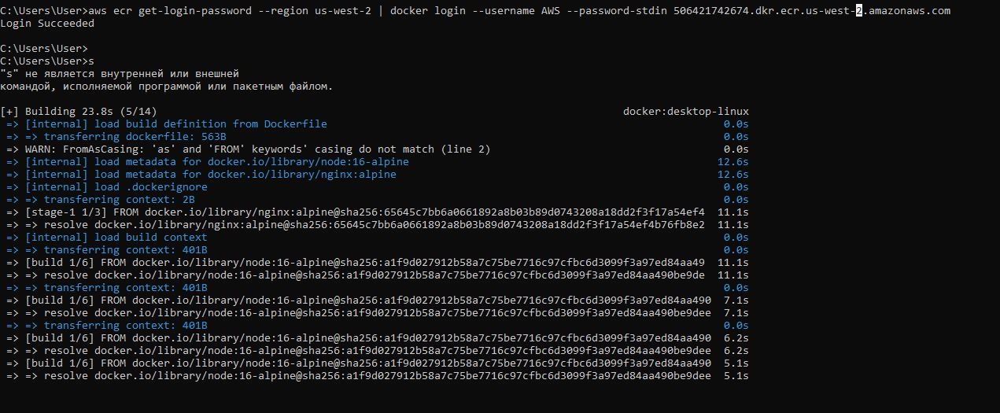 C:\Users\User>aws ecr get-login-password --region us-west-2 | docker login --username AWS --password-stdin 506421742674.dkr.ecr.us-west-2.amazonaws.com
Login Succeeded
C:\Users\User>
C:\Users\User>s
"s" не является внутренней или внешней
командой, исполняемой программой или пакетным файлом.
[+] Building 23.8s (5/14) docker:desktop-linux
=> [internal] load build definition from Dockerfile 0.0s
=> => transferring dockerfile: 563B 0.0s
=> WARN: FromAsCasing: 'as' and 'FROM' keywords' casing do not match (line 2) 0.0s
=> [internal] load metadata for docker.io/library/node:16-alpine 12.6s
=> [internal] load metadata for docker.io/library/nginx:alpine 12.6s
=> [internal] load .dockerignore 0.0s
=> => transferring context: 2B 0.0s
=> [stage-1 1/3] FROM docker.io/library/nginx:alpine@sha256:65645c7bb6a0661892a8b03b89d0743208a18dd2f3f17a54ef4 11.1s
=> => resolve docker.io/library/nginx:alpine@sha256:65645c7bb6a0661892a8b03b89d0743208a18dd2f3f17a54ef4b76fb8e2 11.1s
=> [internal] load build context 0.0s
=> => transferring context: 401B 0.0s
=> [build 1/6] FROM docker.io/library/node:16-alpine@sha256:a1f9d027912b58a7c75be7716c97cfbc6d3099f3a97ed84aa49 11.1s
=> => resolve docker.io/library/node:16-alpine@sha256:a1f9d027912b58a7c75be7716c97cfbc6d3099f3a97ed84aa490be9de 11.1s
=> => transferring context: 401B 0.0s
=> [build 1/6] FROM docker.io/library/node:16-alpine@sha256:a1f9d027912b58a7c75be7716c97cfbc6d3099f3a97ed84aa490 7.1s
=> => resolve docker.io/library/node:16-alpine@sha256:a1f9d027912b58a7c75be7716c97cfbc6d3099f3a97ed84aa490be9dee 7.1s
=> => transferring context: 401B 0.0s
=> [build 1/6] FROM docker.io/library/node:16-alpine@sha256:a1f9d027912b58a7c75be7716c97cfbc6d3099f3a97ed84aa490 6.2s
=> => resolve docker.io/library/node:16-alpine@sha256:a1f9d027912b58a7c75be7716c97cfbc6d3099f3a97ed84aa490be9dee 6.2s
=> [build 1/6] FROM docker.io/library/node:16-alpine@sha256:a1f9d027912b58a7c75be7716c97cfbc6d3099f3a97ed84aa490 5.1s
=> => resolve docker.io/library/node:16-alpine@sha256:a1f9d027912b58a7c75be7716c97cfbc6d3099f3a97ed84aa490be9dee 5.1s